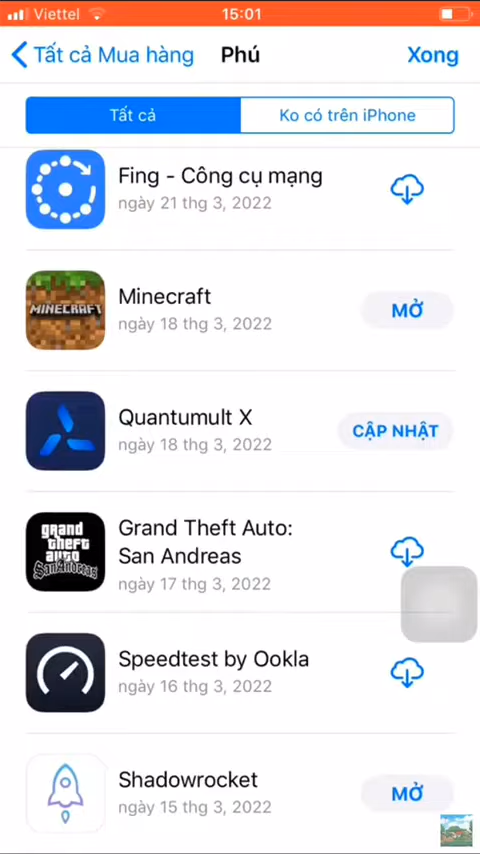 Viettel 15:01
Tất cả Mua hàng Phú Xong
Tất cả Ko có trên iPhone
Fing - Công cụ mạng
ngày 21 thg 3, 2022
MINECRAFT
Minecraft
ngày 18 thg 3, 2022
MỞ
Quantumult X
ngày 18 thg 3, 2022
CẬP NHẬT
grand
theft
auto
San Andreas
Grand Theft Auto:
San Andreas
ngày 17 thg 3, 2022
Speedtest by Ookla
ngày 16 thg 3, 2022
Shadowrocket
ngày 15 thg 3, 2022
MỞ